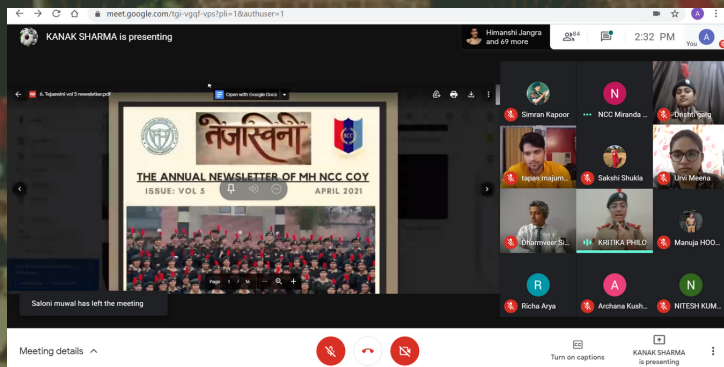 meet.google.com/tgi-vgqf-vps?pli=1&authuser=1
A
KANAK SHARMA is presenting
Himanshi Jangra
and 69 more
84
2:32 PM
You
A
6. Tejaswini vol 5 newsletter.pdf
Open with Google Docs
तेजस्विनी
THE ANNUAL NEWSLETTER OF MH NCC COY
ISSUE: VOL 5
APRIL 2021
Page 1 / 16
Saloni muwal has left the meeting
Simran Kapoor
N
NCC Miranda ...
Drishti garg
tapan majum...
Sakshi Shukla
Urvi Meena
Dharmveer Si...
KRITIKA PHILO
Manuja HOO...
R
Richa Arya
A
Archana Kush...
N
NITESH KUM...
Meeting details
Turn on captions
KANAK SHARMA
is presenting